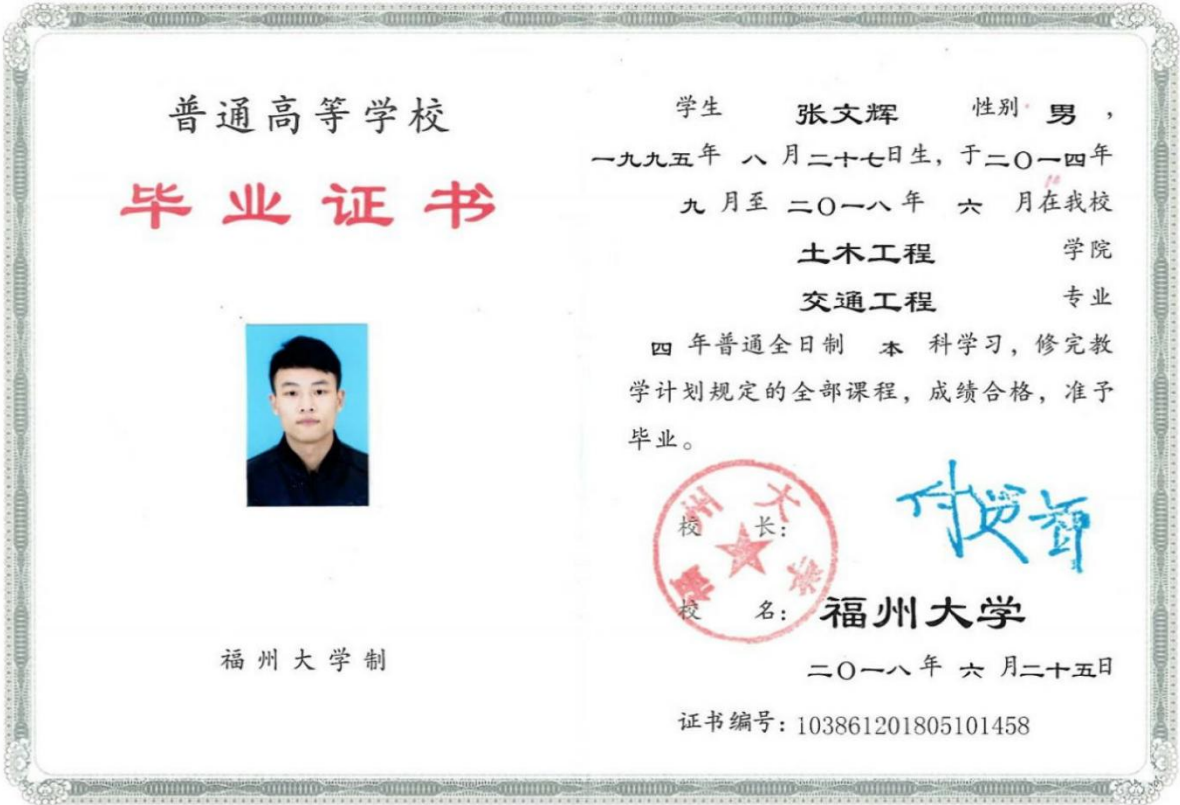 普通高等学校
毕业证书
福州大学制
学生 张文辉 性别 男,
一九九五年 八 月二十七日生,于二〇一四年
九 月至 二〇一八 年 六 月在我校
土木工程 学院
交通工程 专业
四 年普通全日制 本 科学习,修完教
学计划规定的全部课程,成绩合格,准予
毕业。
校 长:
校 名: 福州大学
福州大学
二〇一八 年 六 月二十五日
证书编号:103861201805101458